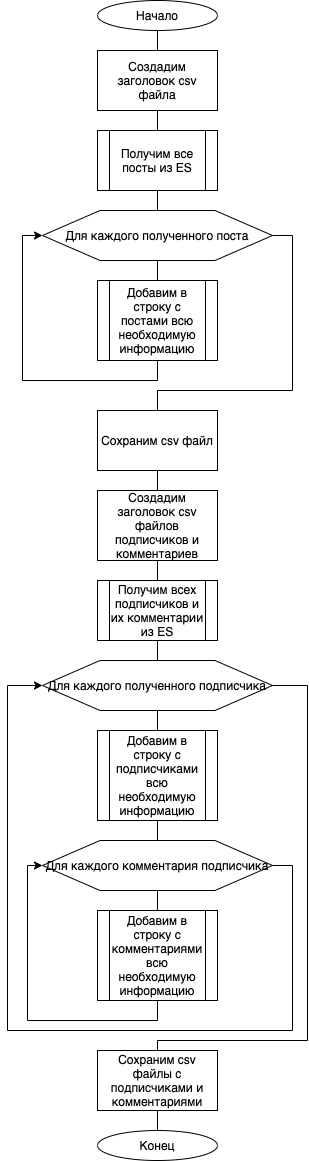 Начало
Создадим
заголовок csv
файла
Получим все
посты из ES
Для каждого полученного поста
Добавим в
строку с
постами всю
необходимую
информацию
Сохраним csv файл
Создадим
заголовок csv
файлов
подписчиков и
комментариев
Получим всех
подписчиков и
их комментарии
из ES
Для каждого полученного подписчика
Добавим в
строку с
подписчиками
всю
необходимую
информацию
Для каждого комментария подписчика
Добавим в
строку с
комментариями
всю
необходимую
информацию
Сохраним csv
файлы с
подписчиками и
комментариями
Конец